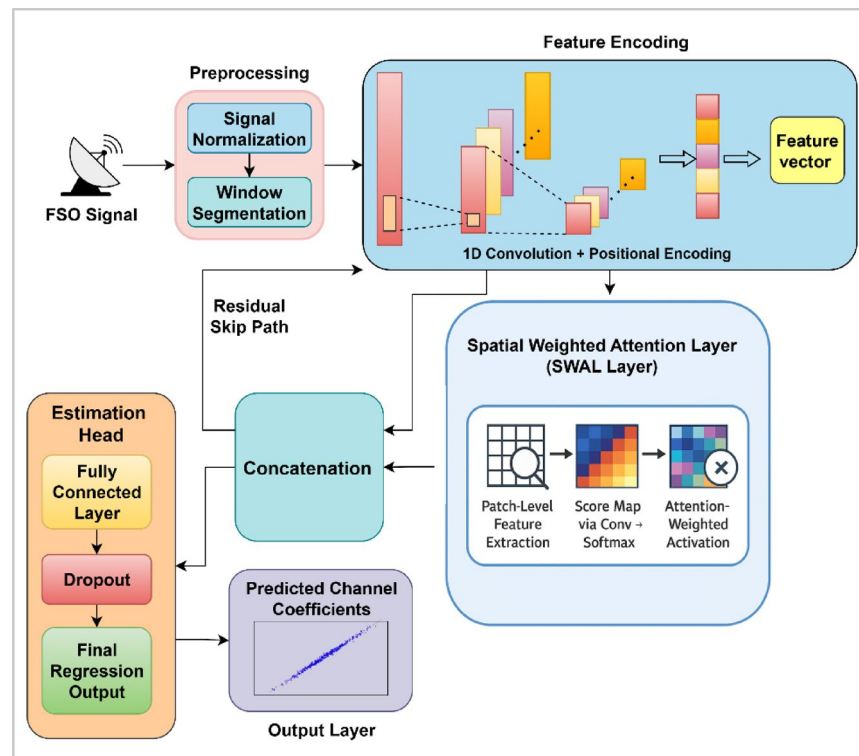 Feature Encoding
Preprocessing
Signal
Normalization
Window
Segmentation
FSO Signal
Feature
vector
1D Convolution + Positional Encoding
Residual
Skip Path
Spatial Weighted Attention Layer
(SWAL Layer)
Patch-Level
Feature
Extraction
Score Map
via Conv →
Softmax
Attention-
Weighted
Activation
Concatenation
Estimation
Head
Fully
Connected
Layer
Dropout
Final
Regression
Output
Predicted Channel
Coefficients
Output Layer